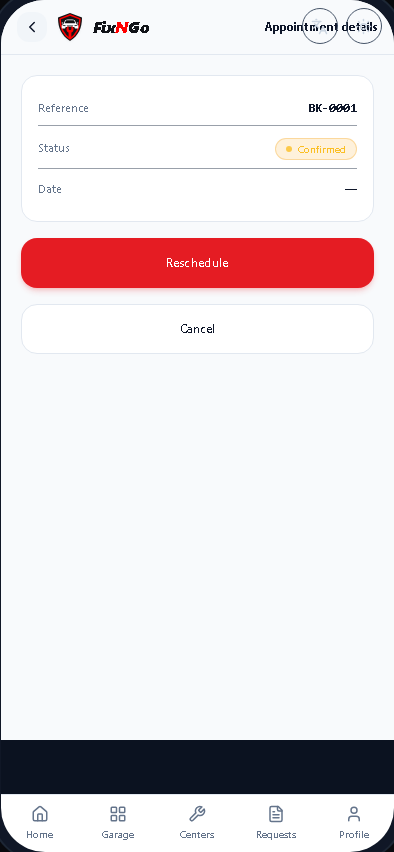 FixNGo
Appointment details
Reference
BK-0001
Status
Confirmed
Date
—
Reschedule
Cancel
Home
Garage
Centers
Requests
Profile